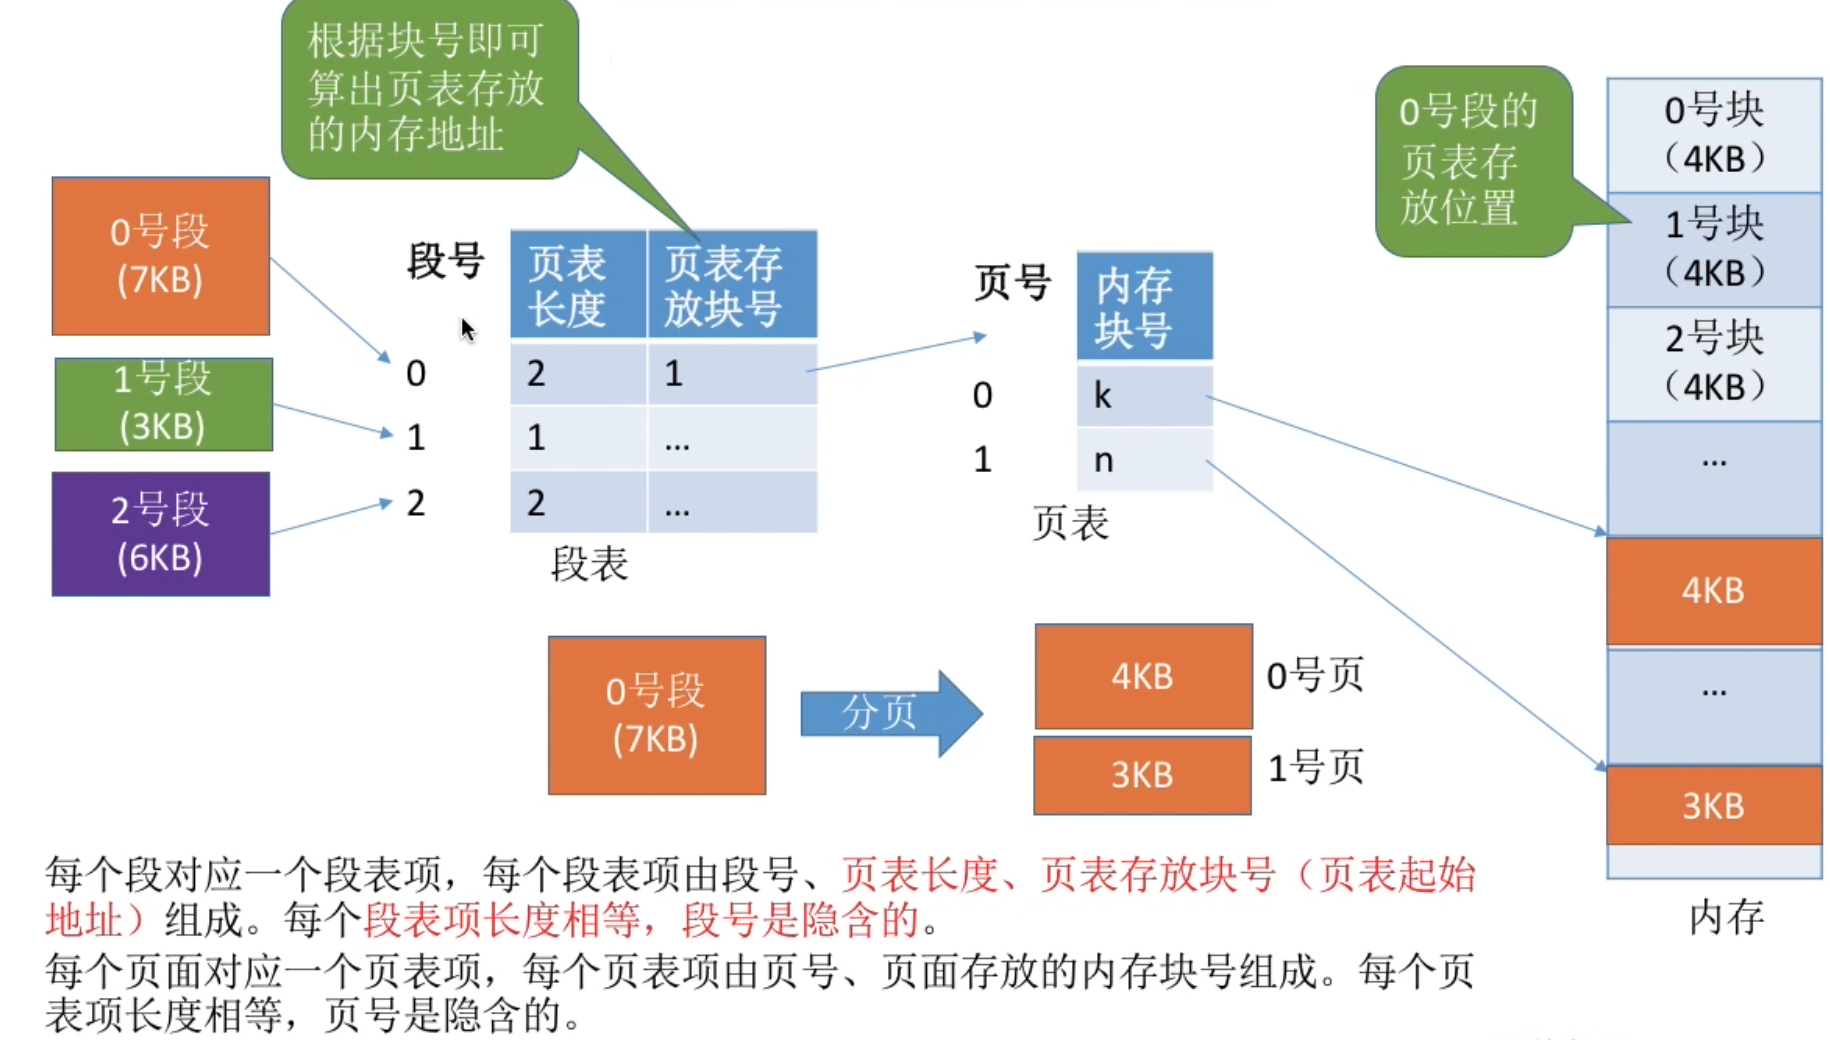 根据块号即可
算出页表存放
的内存地址
0号段的
页表存
放位置
0号块
（4KB）
1号块
（4KB）
2号块
（4KB）
...
4KB
...
3KB
内存
0号段
(7KB)
1号段
(3KB)
2号段
(6KB)
段号
页表
长度
页表存
放块号
0
2
1
1
1
...
2
2
...
段表
页号
内存
块号
0
k
1
n
页表
0号段
(7KB)
分页
4KB
0号页
3KB
1号页
每个段对应一个段表项，每个段表项由段号、页表长度、页表存放块号（页表起始
地址）组成。每个段表项长度相等，段号是隐含的。
每个页面对应一个页表项，每个页表项由页号、页面存放的内存块号组成。每个页
表项长度相等，页号是隐含的。